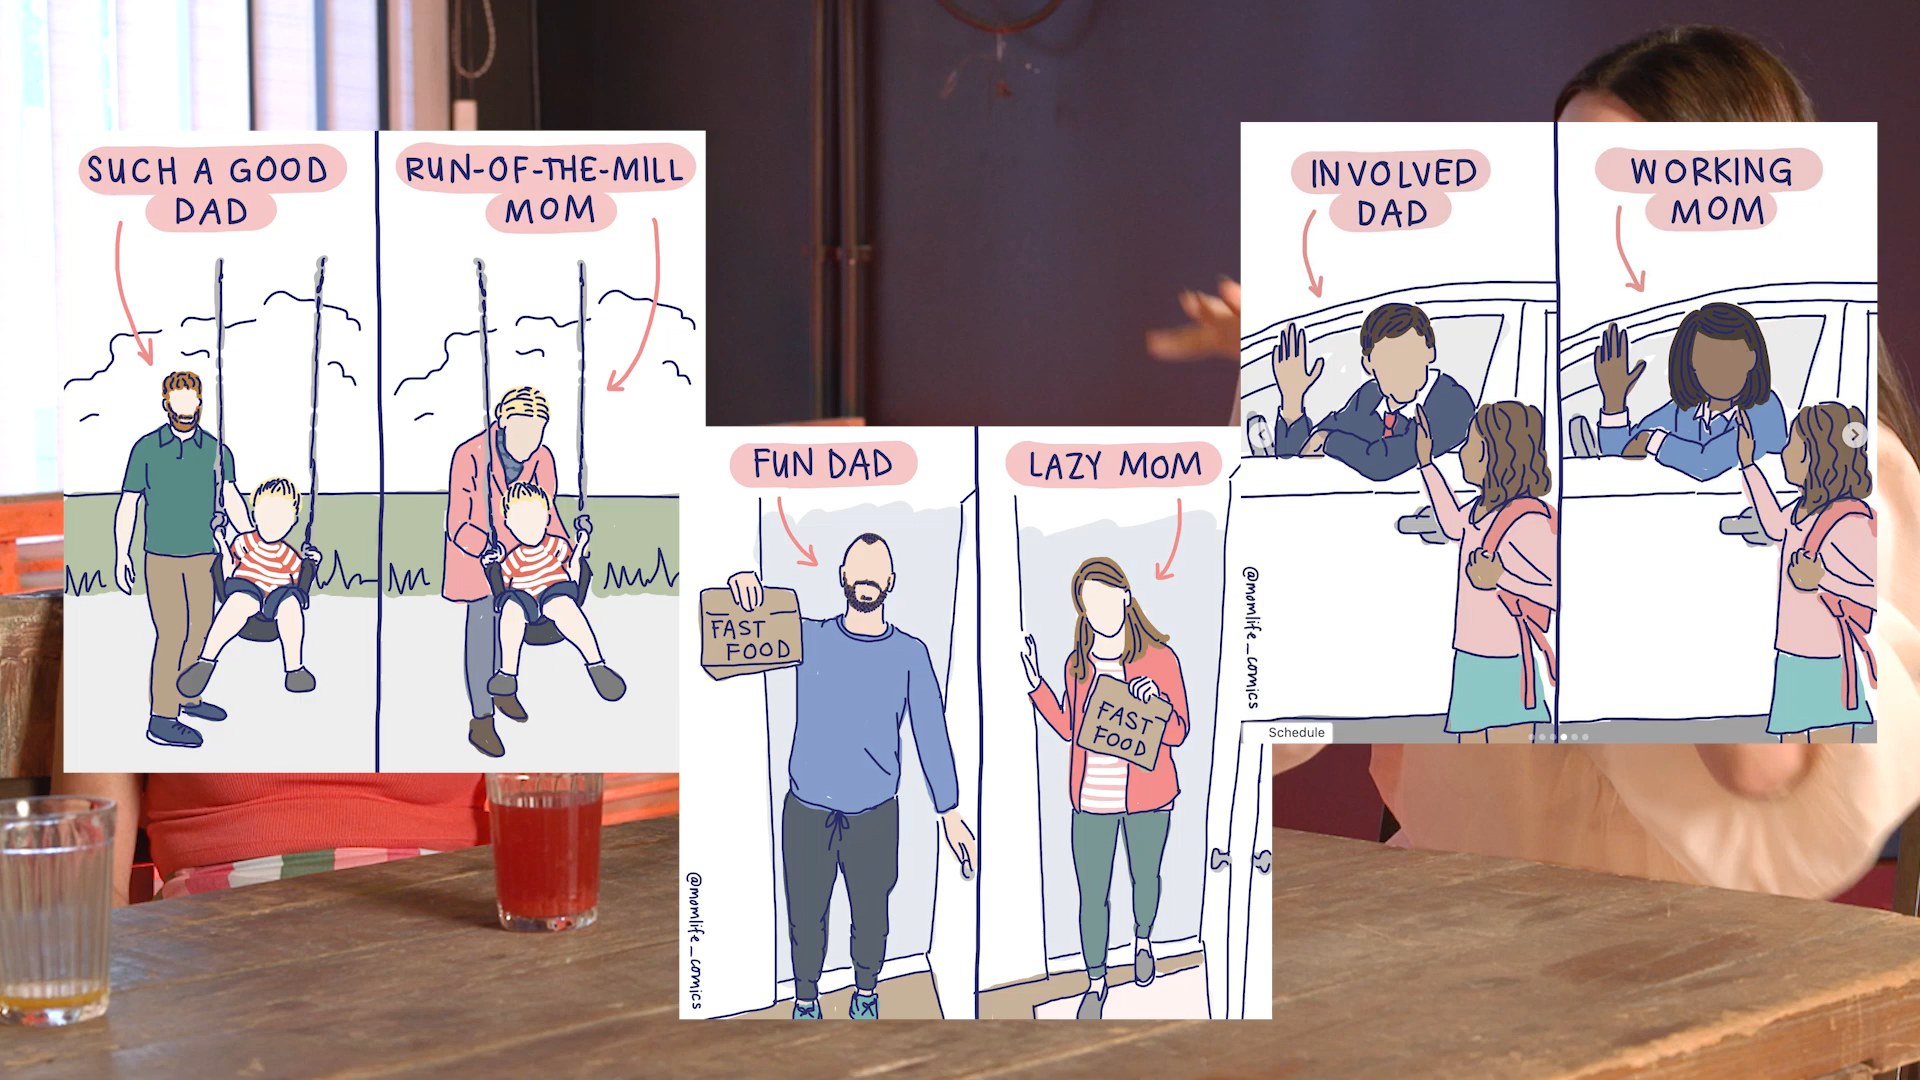 SUCH A GOOD
DAD
RUN-OF-THE-MILL
MOM
FUN DAD
LAZY MOM
FAST
FOOD
FAST
FOOD
@momlife_comics
INVOLVED
DAD
WORKING
MOM
@momlife_comics
Schedule